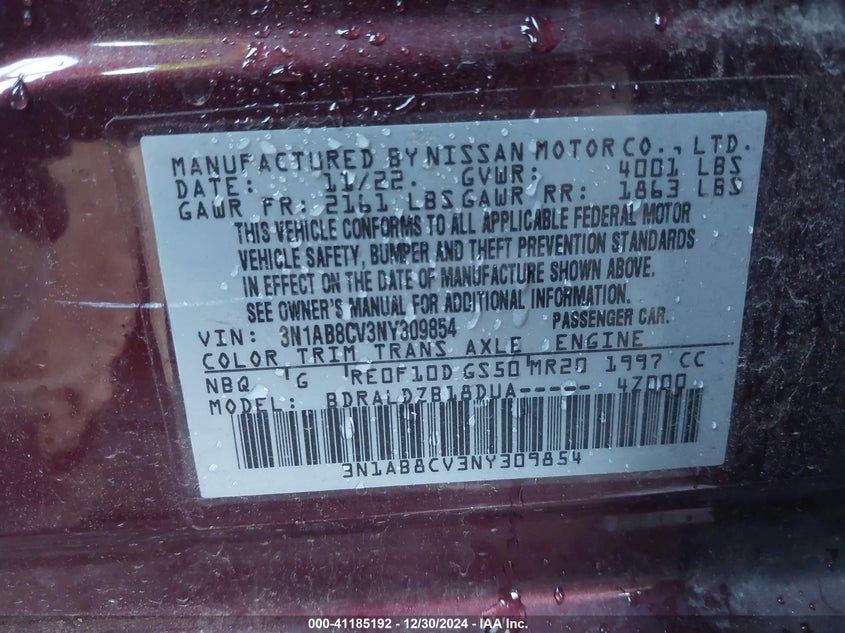 MANUFACTURED BY NISSAN MOTOR CO., LTD.
DATE: 11/22. GVWR: 4001 LBS
GAWR FR: 2161 LBS GAWR RR: 1863 LBS
THIS VEHICLE CONFORMS TO ALL APPLICABLE FEDERAL MOTOR
VEHICLE SAFETY, BUMPER AND THEFT PREVENTION STANDARDS
IN EFFECT ON THE DATE OF MANUFACTURE SHOWN ABOVE.
SEE OWNER'S MANUAL FOR ADDITIONAL INFORMATION.
VIN: 3N1AB8CV3NY309854 PASSENGER CAR.
COLOR TRIM TRANS AXLE ENGINE
NBQ G RE0F10D GS50 MR20 1997 CC
MODEL: BDRALDZB18DUA----- 4Z000
3N1AB8CV3NY309854
000-41185192 - 12/30/2024 - IAA Inc.